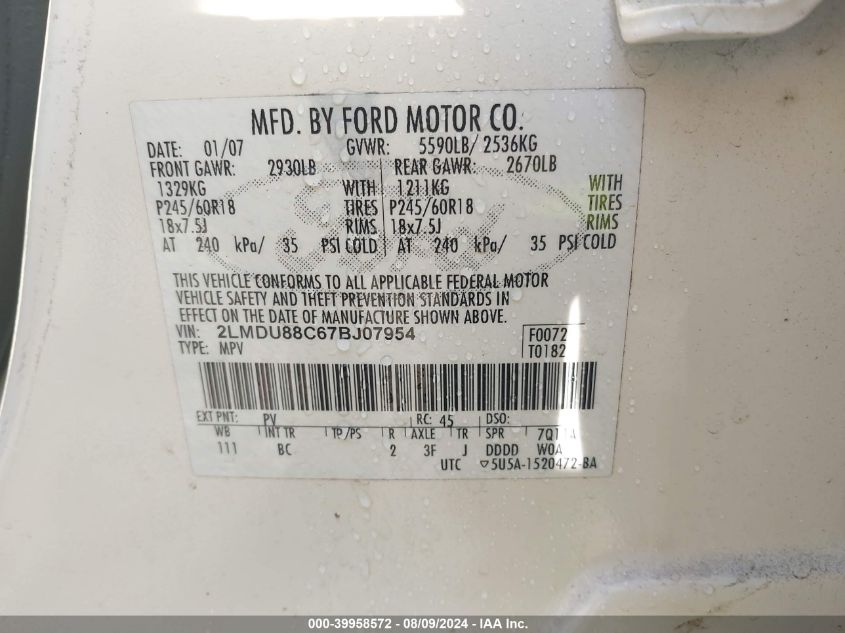 MFD. BY FORD MOTOR CO.
DATE: 01/07 GVWR: 5590LB/ 2536KG
FRONT GAWR: 2930LB REAR GAWR: 2670LB
1329KG WITH 1211KG WITH
P245/60R18 TIRES P245/60R18 TIRES
18x7.5J RIMS 18x7.5J RIMS
AT 240 kPa/ 35 PSI COLD AT 240 kPa/ 35 PSI COLD
THIS VEHICLE CONFORMS TO ALL APPLICABLE FEDERAL MOTOR
VEHICLE SAFETY AND THEFT PREVENTION STANDARDS IN
EFFECT ON THE DATE OF MANUFACTURE SHOWN ABOVE.
VIN: 2LMDU88C67BJ07954 F0072
TYPE: MPV T0182
EXT PNT: PV RC: 45 DSO:
WB INT TR TP/PS R AXLE TR SPR
111 BC 2 3F J DDDD WOA
UTC ▽5U5A-1520472-BA
000-39958572 - 08/09/2024 - IAA Inc.